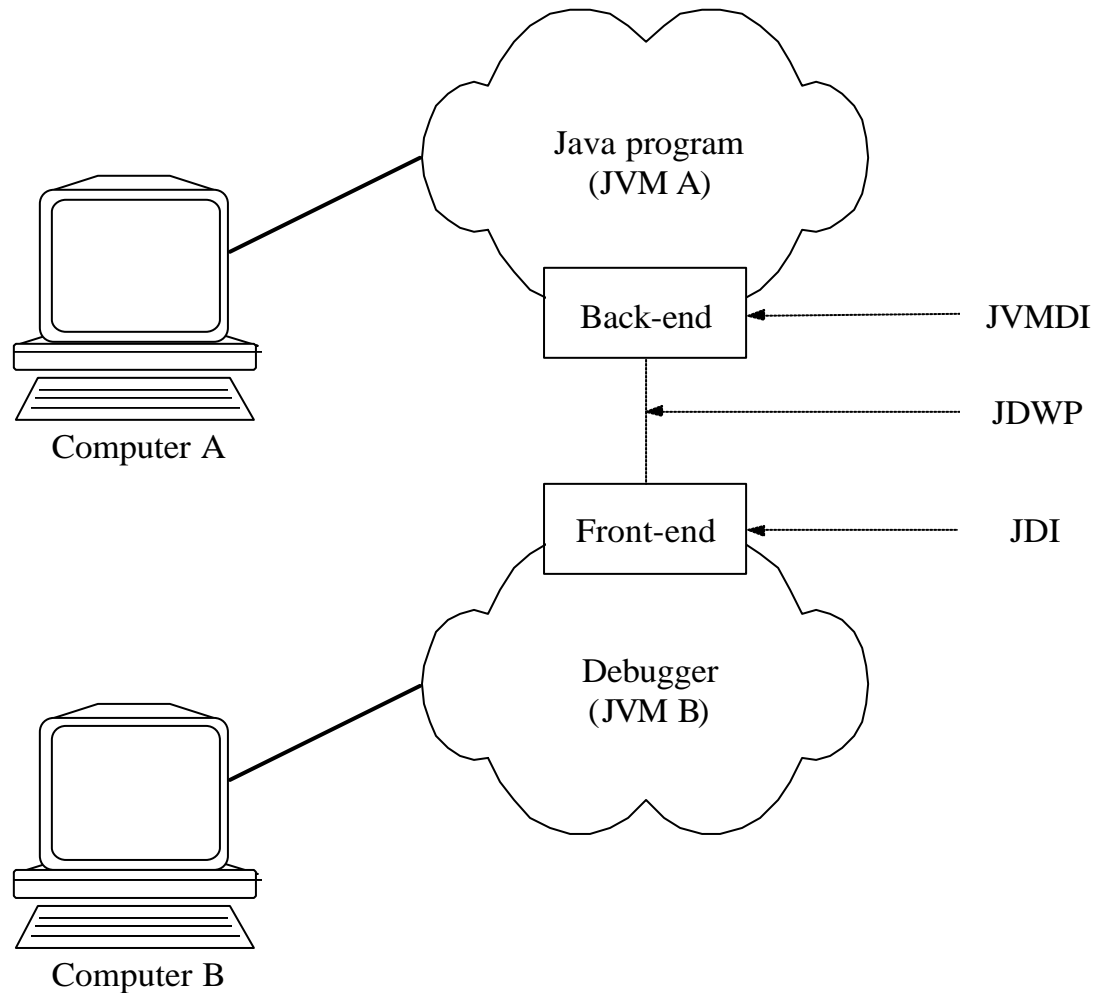 Java program
(JVM A)
Back-end
JVMDI
Computer A
JDWP
Front-end
JDI
Debugger
(JVM B)
Computer B